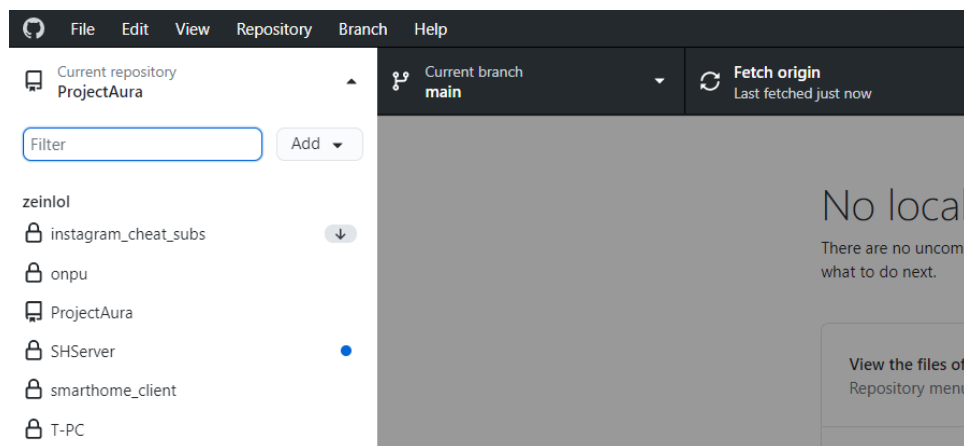 File Edit View Repository Branch Help
Current repository
ProjectAura
Current branch
main
Fetch origin
Last fetched just now
Filter
Add
zeinlol
instagram_cheat_subs
onpu
ProjectAura
SHServer
smarthome_client
T-PC
No local
There are no uncom
what to do next.
View the files of
Repository menu